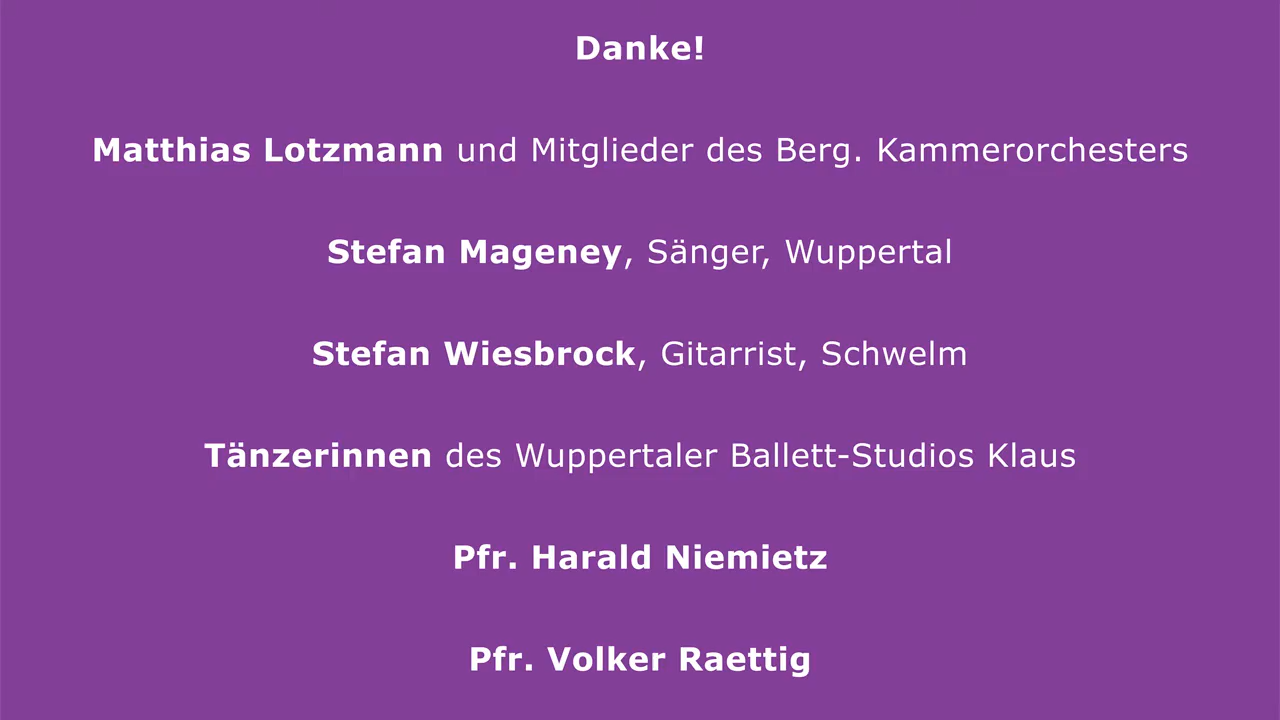 Danke!
Matthias Lotzmann und Mitglieder des Berg. Kammerorchesters
Stefan Mageney, Sänger, Wuppertal
Stefan Wiesbrock, Gitarrist, Schwelm
Tänzerinnen des Wuppertaler Ballett-Studios Klaus
Pfr. Harald Niemietz
Pfr. Volker Raettig